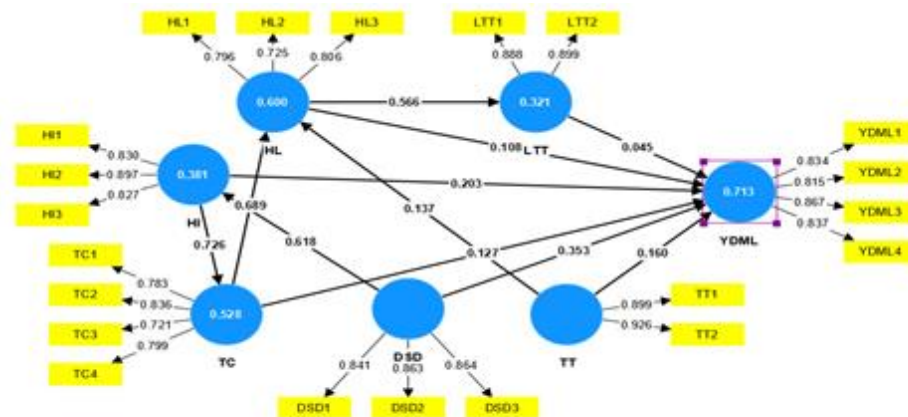 HL1
HL2
HL3
LTT1
LTT2
0.796
0.725
0.806
0.888
0.899
0.600
0.566
0.321
HL
LTT
0.108
0.045
HI1
HI2
HI3
0.830
0.897
0.827
0.381
HI
0.203
0.713
YDML
YDML1
YDML2
YDML3
YDML4
0.834
0.815
0.867
0.837
0.689
0.137
0.726
0.618
0.127
0.353
0.160
TC1
TC2
TC3
TC4
0.783
0.836
0.721
0.799
0.528
TC
DSD
0.841
0.863
0.864
DSD1
DSD2
DSD3
TT
0.899
0.926
TT1
TT2